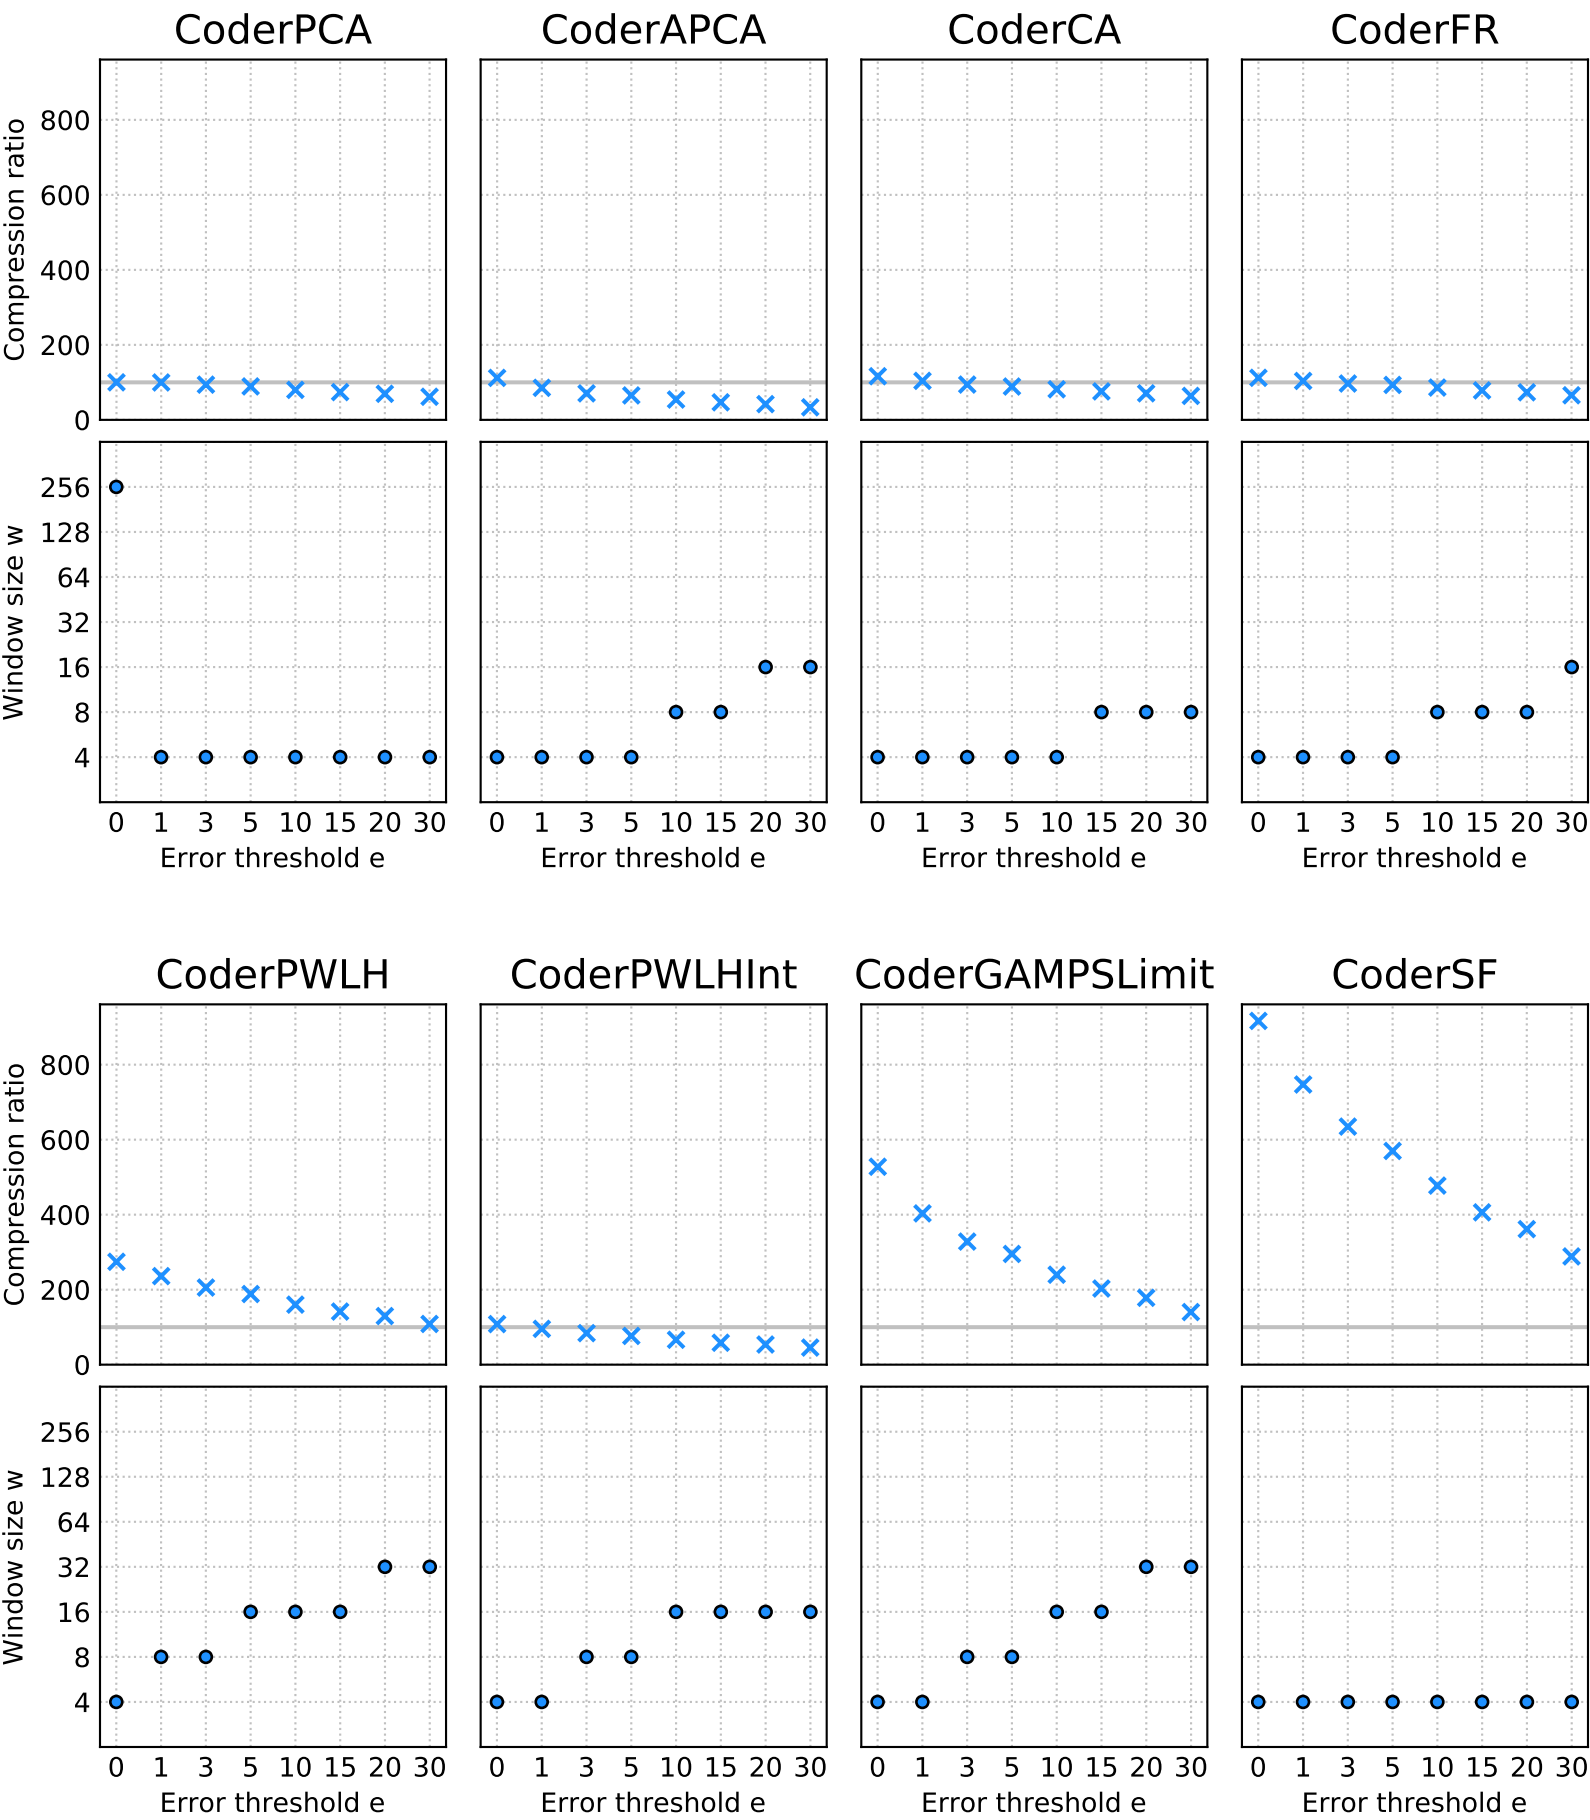 CoderPCA CoderAPCA CoderCA CoderFR
Compression ratio
800
600
400
200
0
Window size w
256
128
64
32
16
8
4
0 1 3 5 10 15 20 30 0 1 3 5 10 15 20 30 0 1 3 5 10 15 20 30 0 1 3 5 10 15 20 30
Error threshold e Error threshold e Error threshold e Error threshold e
CoderPWLH CoderPWLHInt CoderGAMPSLimit CoderSF
Compression ratio
800
600
400
200
0
Window size w
256
128
64
32
16
8
4
0 1 3 5 10 15 20 30 0 1 3 5 10 15 20 30 0 1 3 5 10 15 20 30 0 1 3 5 10 15 20 30
Error threshold e Error threshold e Error threshold e Error threshold e